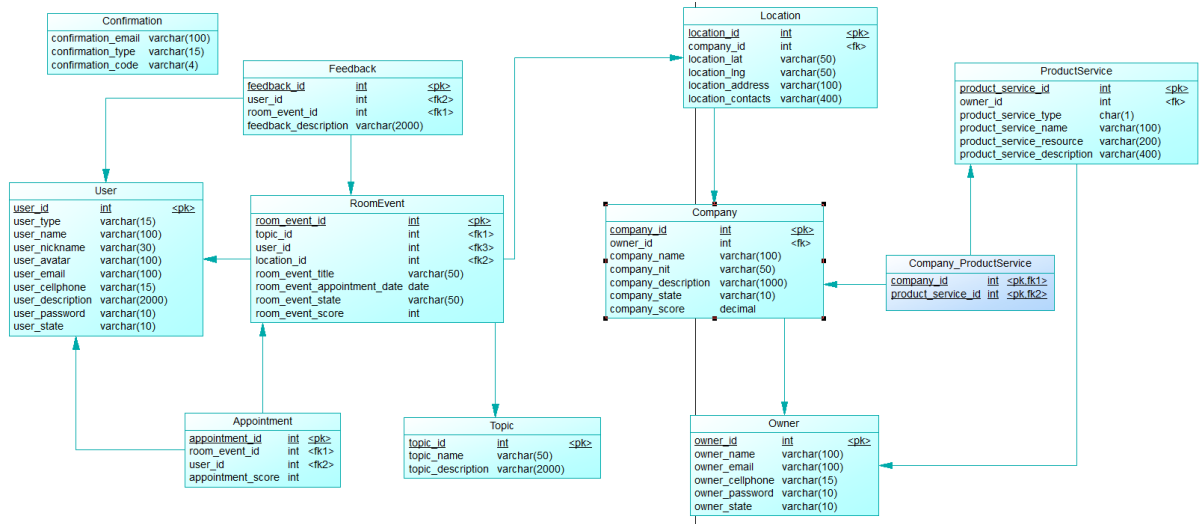 Confirmation
confirmation_email varchar(100)
confirmation_type varchar(15)
confirmation_code varchar(4)
Feedback
feedback_id int <pk>
user_id int <fk2>
room_event_id int <fk1>
feedback_description varchar(2000)
Location
location_id int <pk>
company_id int <fk>
location_lat varchar(50)
location_lng varchar(50)
location_address varchar(100)
location_contacts varchar(400)
ProductService
product_service_id int <pk>
owner_id int <fk>
product_service_type char(1)
product_service_name varchar(100)
product_service_resource varchar(200)
product_service_description varchar(400)
User
user_id int <pk>
user_type varchar(15)
user_name varchar(100)
user_nickname varchar(30)
user_avatar varchar(100)
user_email varchar(100)
user_cellphone varchar(15)
user_description varchar(2000)
user_password varchar(10)
user_state varchar(10)
RoomEvent
room_event_id int <pk>
topic_id int <fk1>
user_id int <fk3>
location_id int <fk2>
room_event_title varchar(50)
room_event_appointment_date date
room_event_state varchar(50)
room_event_score int
Company
company_id int <pk>
owner_id int <fk>
company_name varchar(100)
company_nit varchar(50)
company_description varchar(1000)
company_state varchar(10)
company_score decimal
Company_ProductService
company_id int <pk,fk1>
product_service_id int <pk,fk2>
Appointment
appointment_id int <pk>
room_event_id int <fk1>
user_id int <fk2>
appointment_score int
Topic
topic_id int <pk>
topic_name varchar(50)
topic_description varchar(2000)
Owner
owner_id int <pk>
owner_name varchar(100)
owner_email varchar(100)
owner_cellphone varchar(15)
owner_password varchar(10)
owner_state varchar(10)